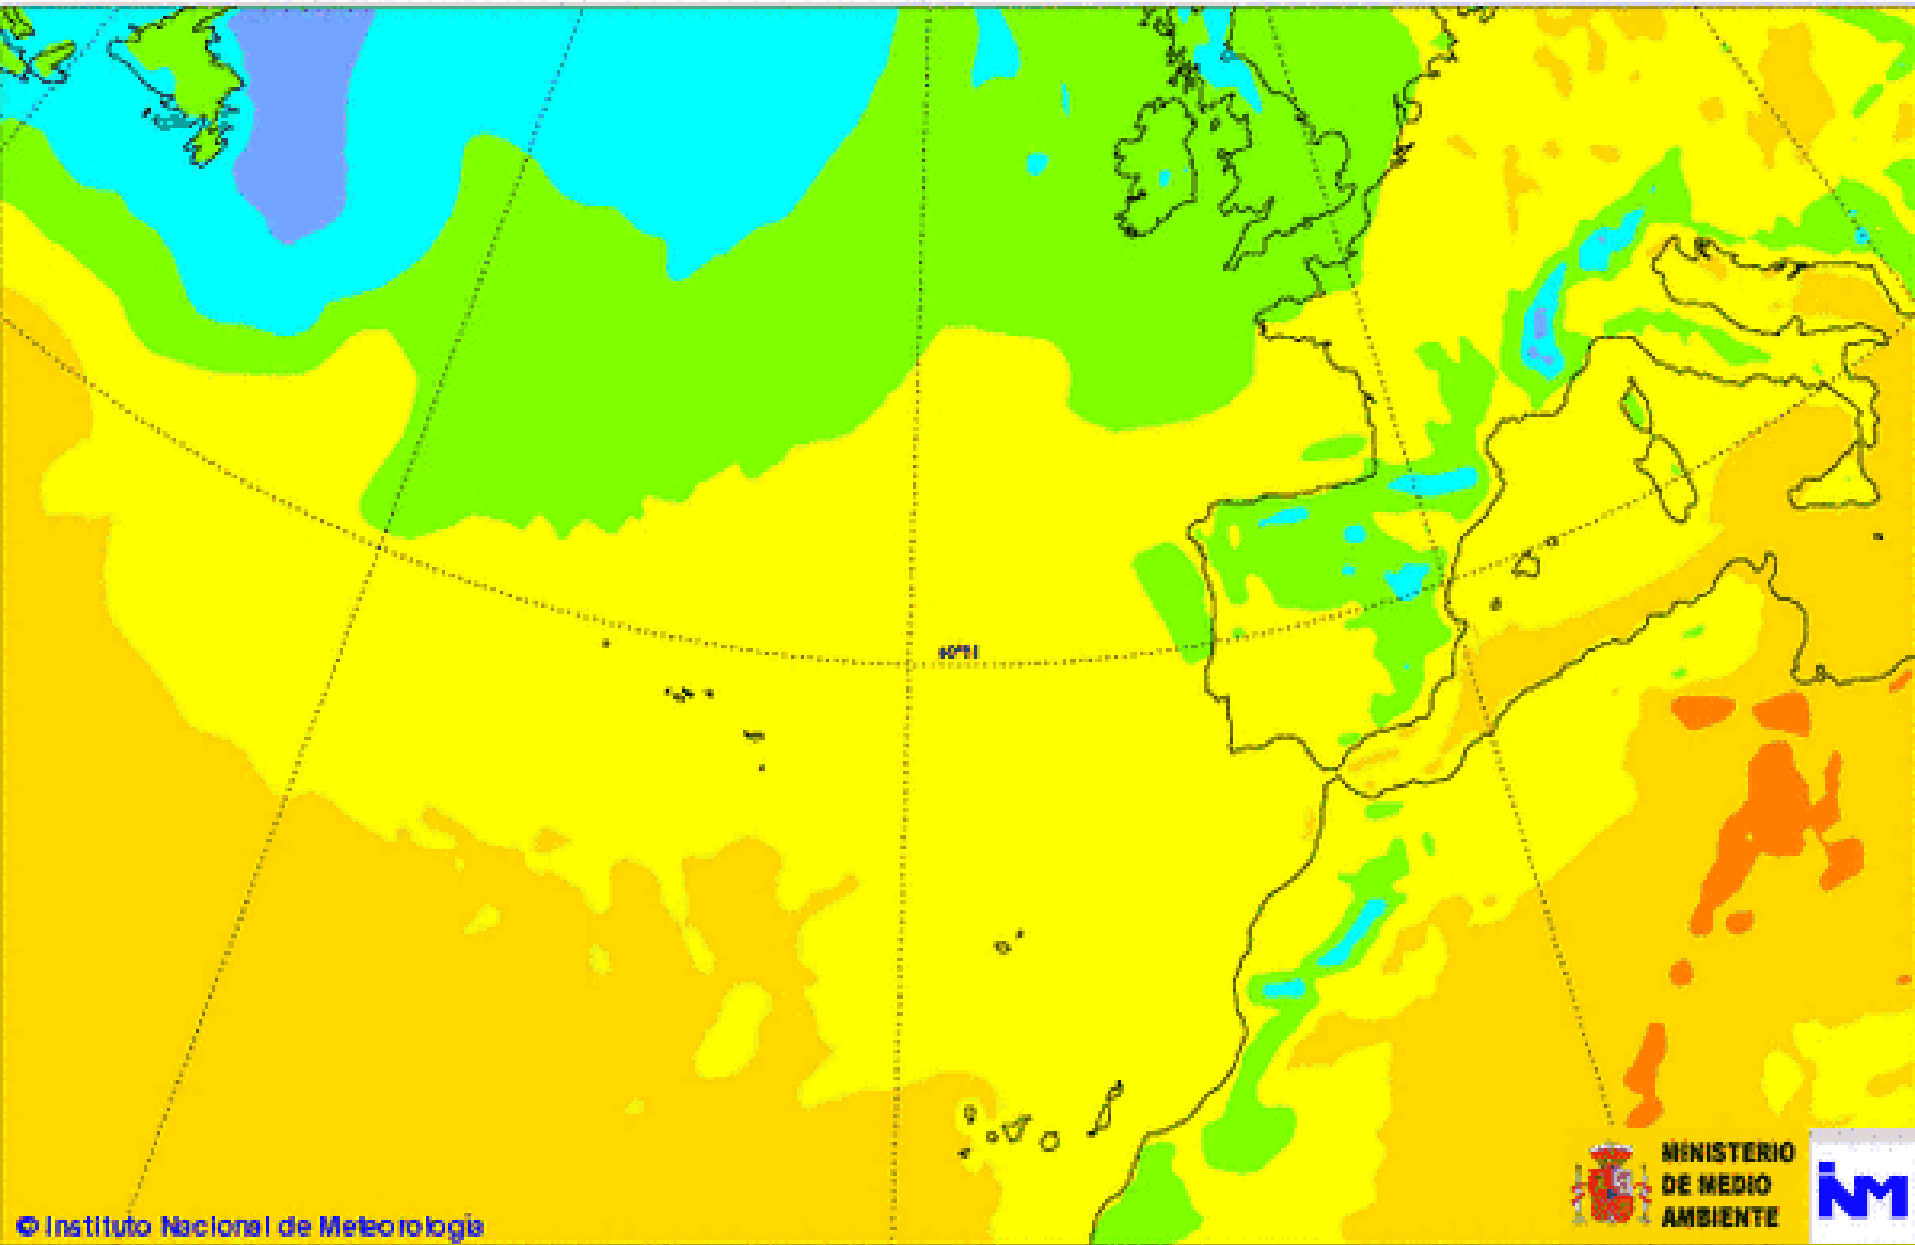 MINISTERIO
DE MEDIO
AMBIENTE
iNM
© Instituto Nacional de Meteorología